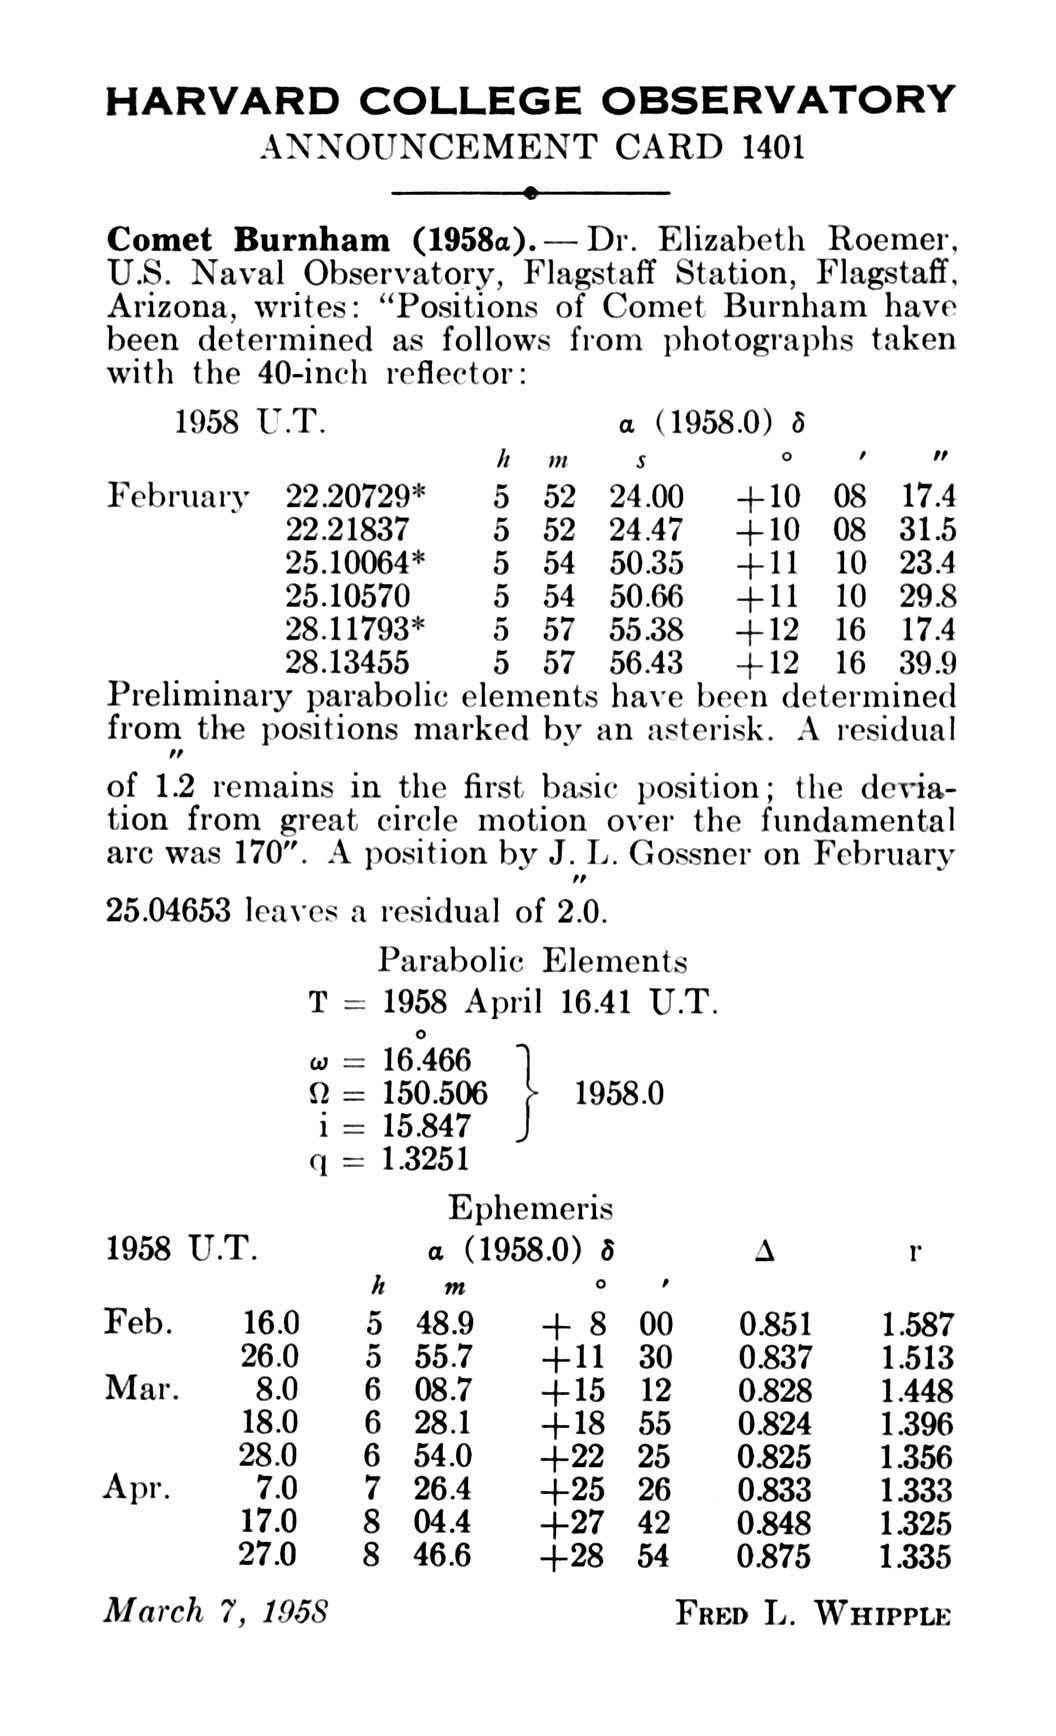 HARVARD COLLEGE OBSERVATORY
ANNOUNCEMENT CARD 1401
Comet Burnham (1958a).— Dr. Elizabeth Roemer,
U.S. Naval Observatory, Flagstaff Station, Flagstaff,
Arizona, writes: “Positions of Comet Burnham have
been determined as follows from photographs taken
with the 40-inch reflector:
1958 U.T. α (1958.0) δ
h m s ° ′ ″
February 22.20729* 5 52 24.00 +10 08 17.4
22.21837 5 52 24.47 +10 08 31.5
25.10064* 5 54 50.35 +11 10 23.4
25.10570 5 54 50.66 +11 10 29.8
28.11793* 5 57 55.38 +12 16 17.4
28.13455 5 57 56.43 +12 16 39.9
Preliminary parabolic elements have been determined
from the positions marked by an asterisk. A residual
″
of 1.2 remains in the first basic position; the devia-
tion from great circle motion over the fundamental
arc was 170″. A position by J. L. Gossner on February
″
25.04653 leaves a residual of 2.0.
Parabolic Elements
T = 1958 April 16.41 U.T.
°
ω = 16.466
Ω = 150.506 } 1958.0
i = 15.847
q = 1.3251
Ephemeris
1958 U.T. α (1958.0) δ Δ r
h m ° ′
Feb. 16.0 5 48.9 + 8 00 0.851 1.587
26.0 5 55.7 +11 30 0.837 1.513
Mar. 8.0 6 08.7 +15 12 0.828 1.448
18.0 6 28.1 +18 55 0.824 1.396
28.0 6 54.0 +22 25 0.825 1.356
Apr. 7.0 7 26.4 +25 26 0.833 1.333
17.0 8 04.4 +27 42 0.848 1.325
27.0 8 46.6 +28 54 0.875 1.335
March 7, 1958 FRED L. WHIPPLE